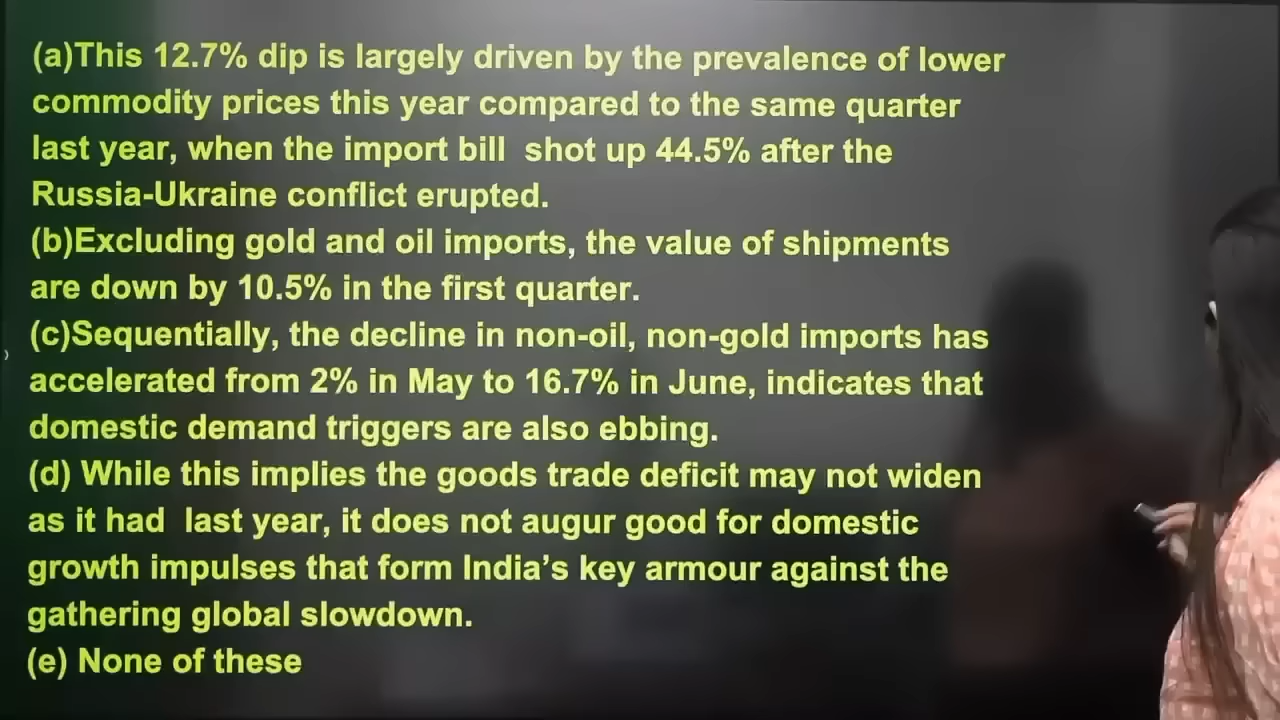 (a)This 12.7% dip is largely driven by the prevalence of lower
commodity prices this year compared to the same quarter
last year, when the import bill  shot up 44.5% after the
Russia-Ukraine conflict erupted.
(b)Excluding gold and oil imports, the value of shipments
are down by 10.5% in the first quarter.
(c)Sequentially, the decline in non-oil, non-gold imports has
accelerated from 2% in May to 16.7% in June, indicates that
domestic demand triggers are also ebbing.
(d) While this implies the goods trade deficit may not widen
as it had  last year, it does not augur good for domestic
growth impulses that form India’s key armour against the
gathering global slowdown.
(e) None of these